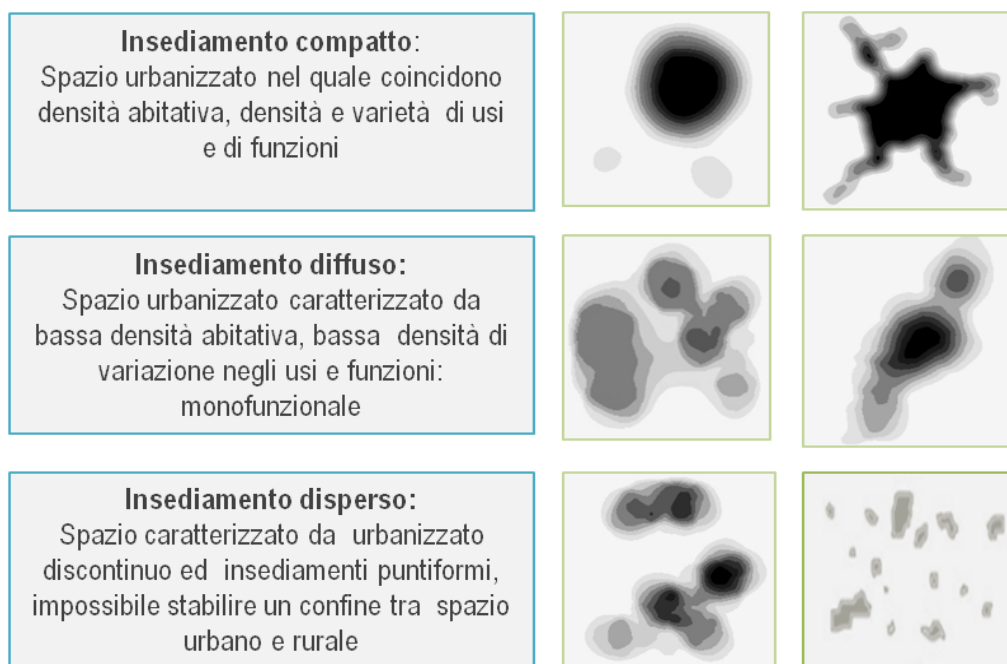 Insediamento compatto:
Spazio urbanizzato nel quale coincidono
densità abitativa, densità e varietà di usi
e di funzioni
Insediamento diffuso:
Spazio urbanizzato caratterizzato da
bassa densità abitativa, bassa densità di
variazione negli usi e funzioni:
monofunzionale
Insediamento disperso:
Spazio caratterizzato da urbanizzato
discontinuo ed insediamenti puntiformi,
impossibile stabilire un confine tra spazio
urbano e rurale